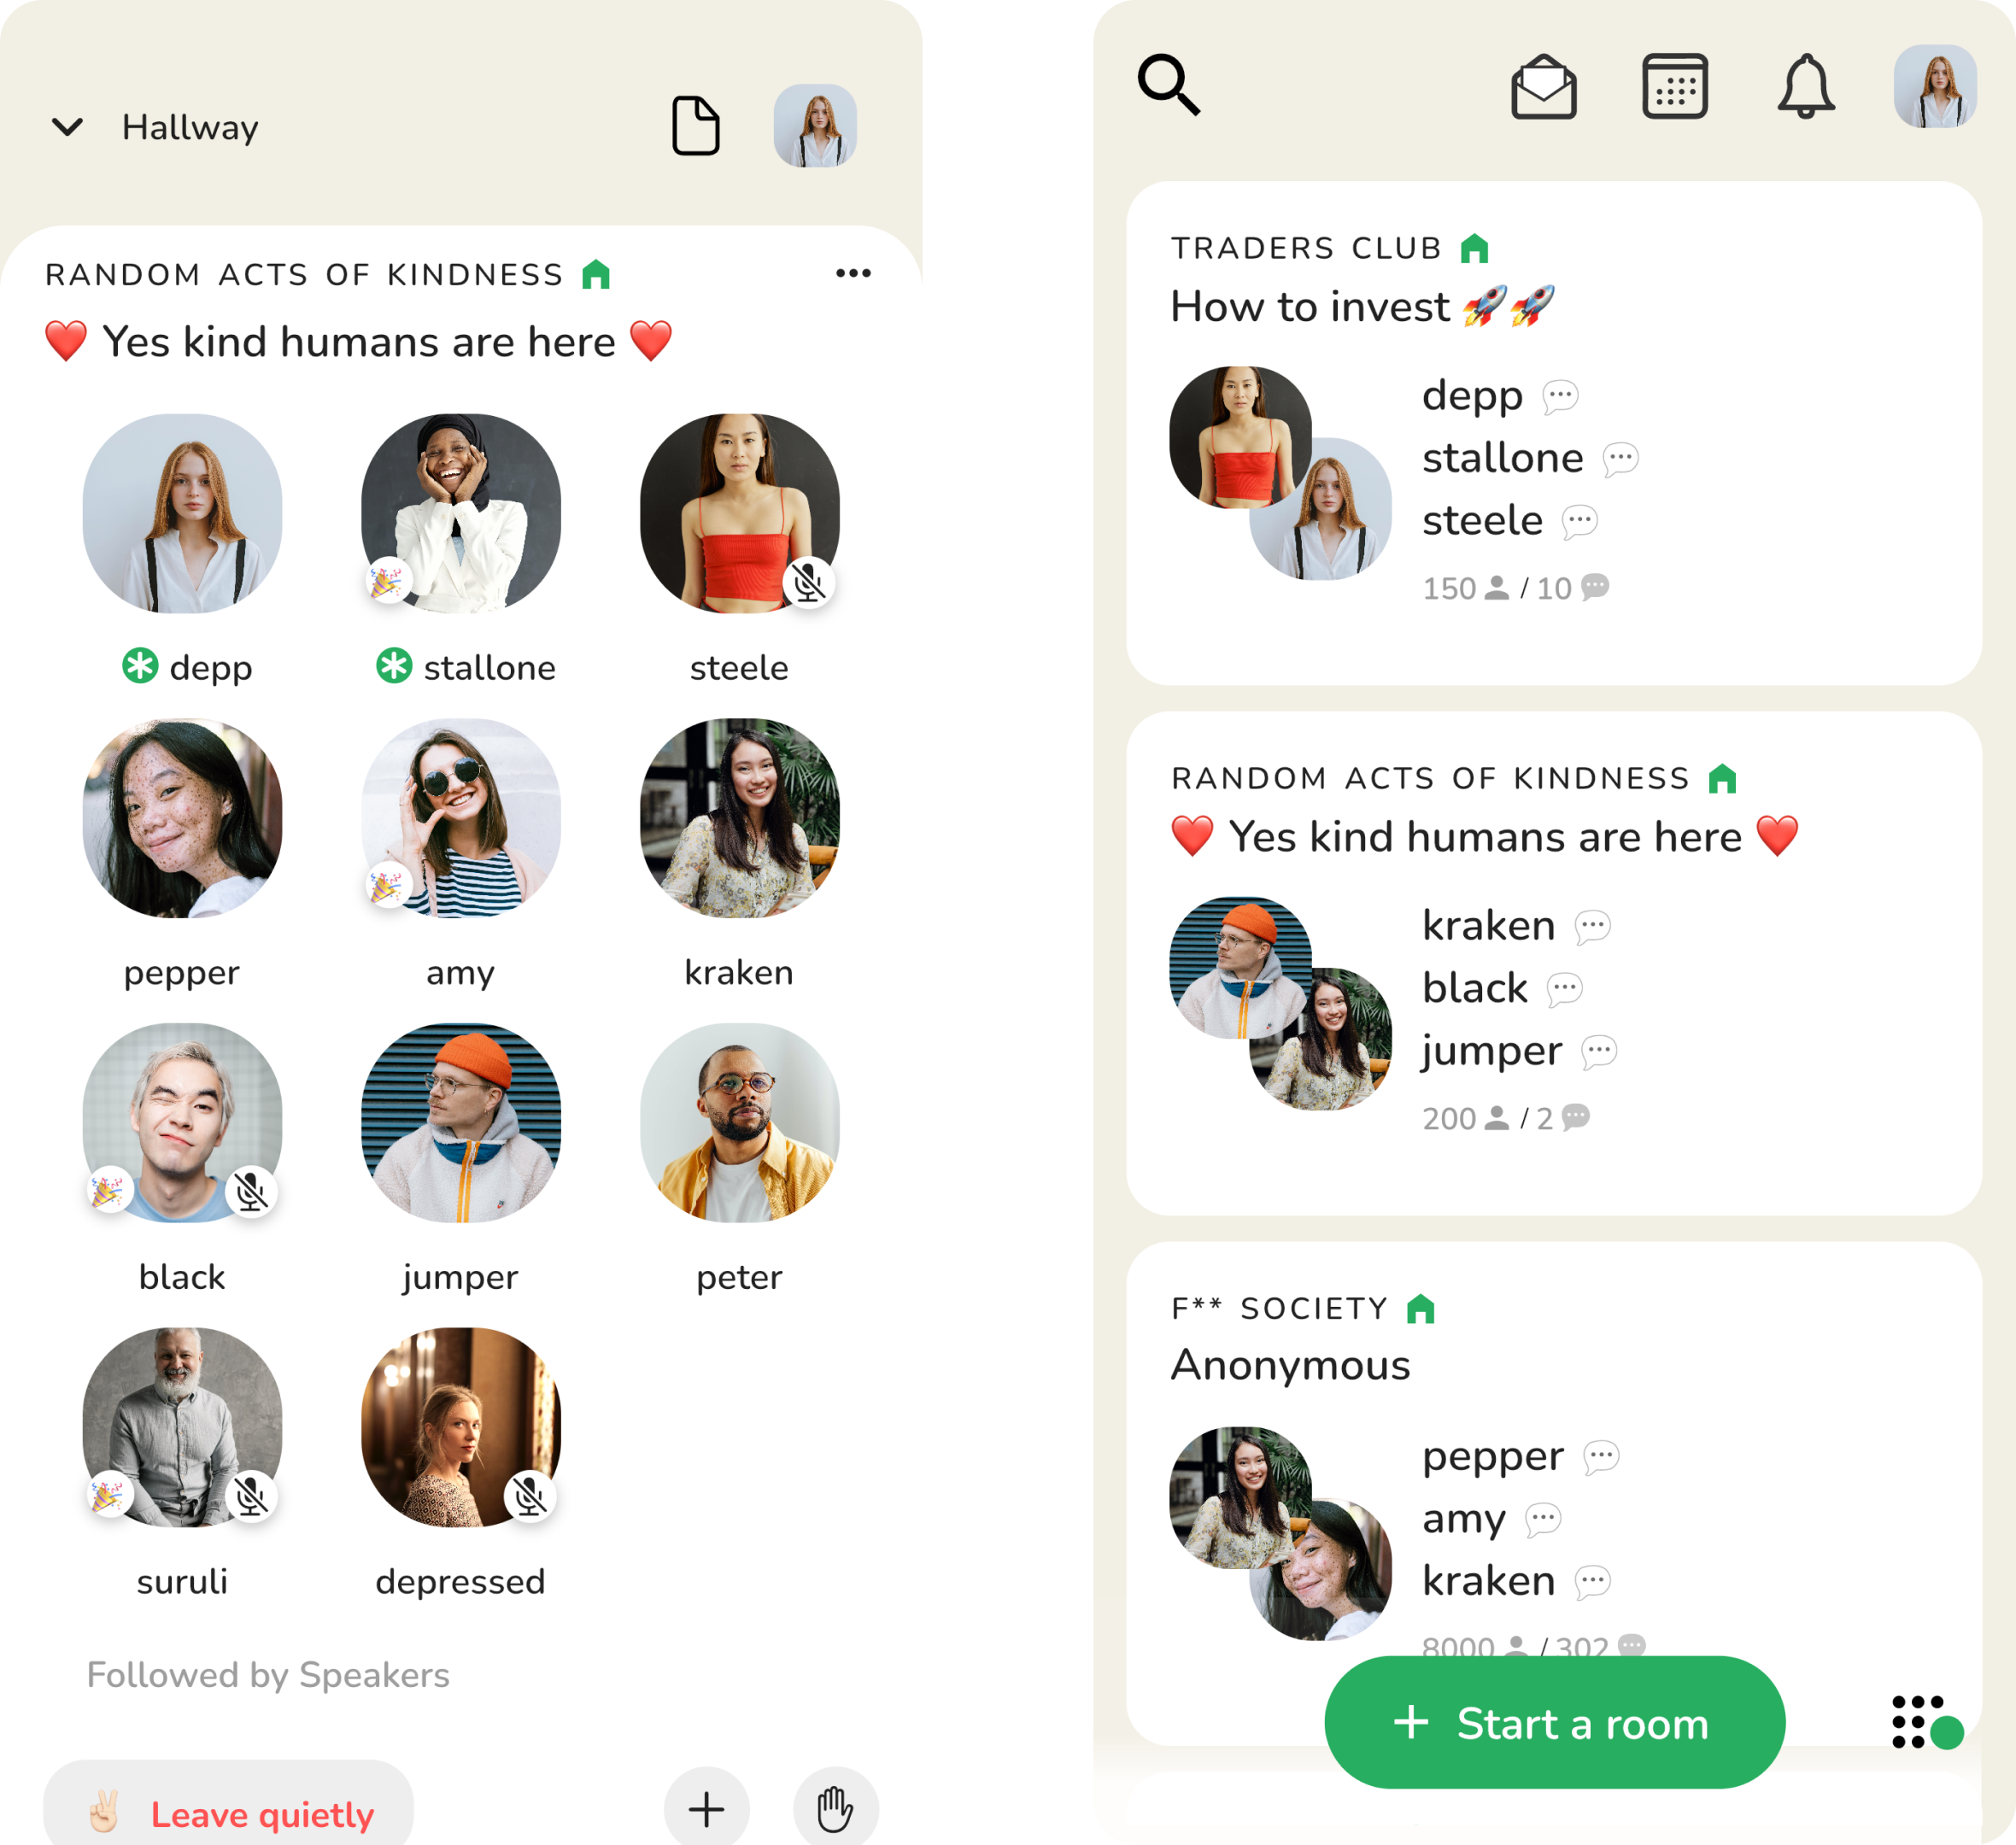 Hallway
RANDOM ACTS OF KINDNESS
❤️ Yes kind humans are here ❤️
depp
stallone
steele
pepper
amy
kraken
black
jumper
peter
suruli
depressed
Followed by Speakers
✌🏻 Leave quietly
TRADERS CLUB
How to invest 🚀🚀
depp
stallone
steele
150 / 10
RANDOM ACTS OF KINDNESS
❤️ Yes kind humans are here ❤️
kraken
black
jumper
200 / 2
F** SOCIETY
Anonymous
pepper
amy
kraken
8000 / 302
+ Start a room